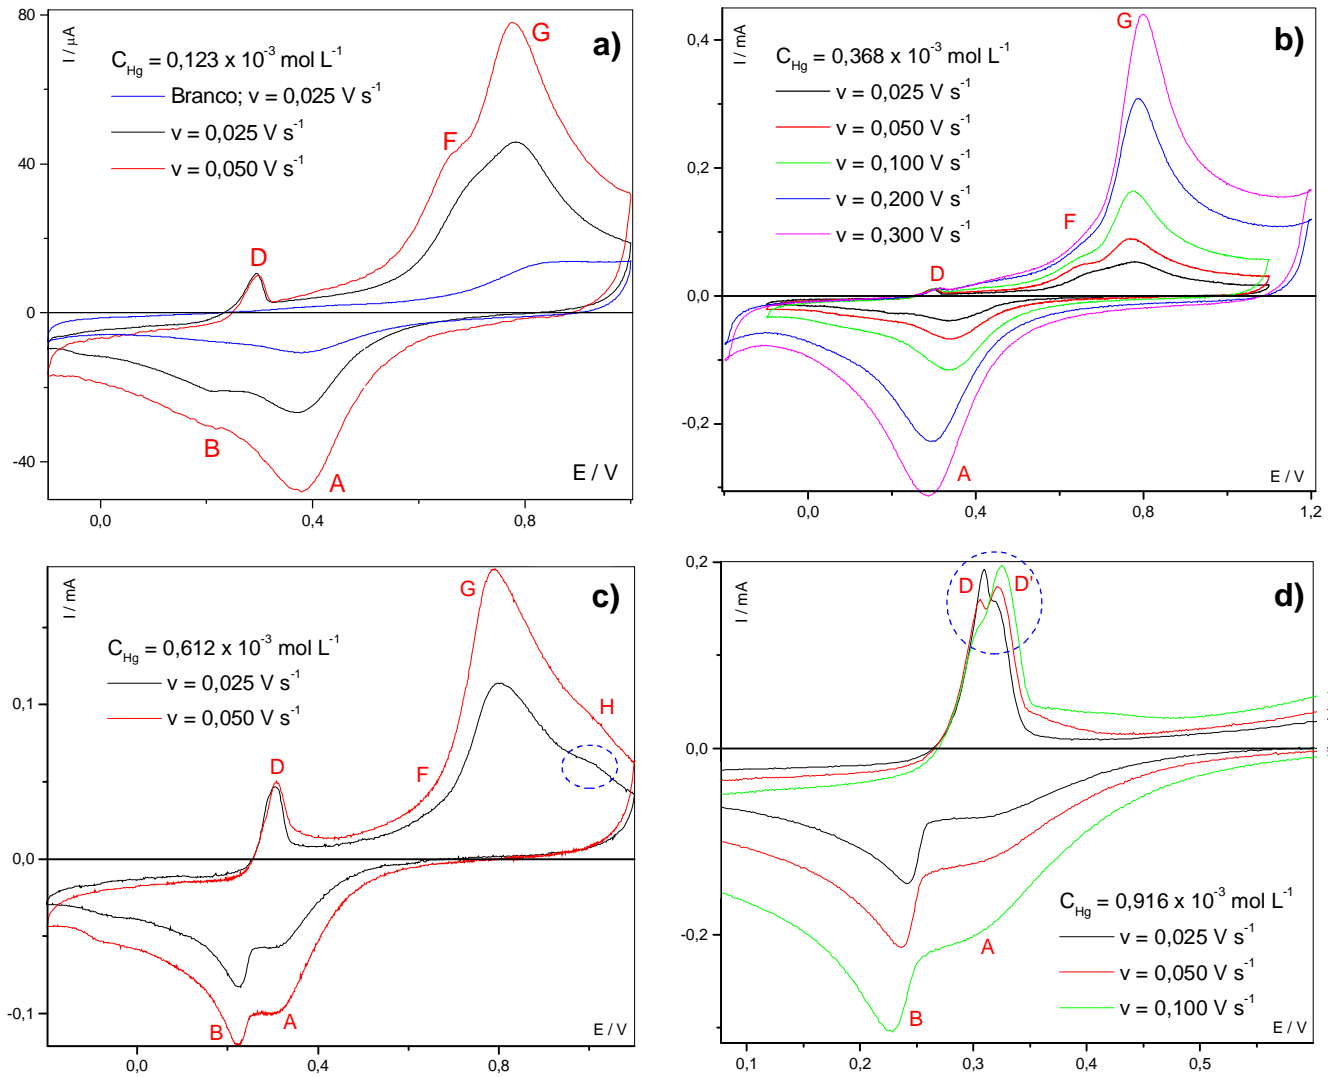 80
40
0
-40
I / μA
a)
C_Hg = 0,123 x 10^-3 mol L^-1
Branco; v = 0,025 V s^-1
v = 0,025 V s^-1
v = 0,050 V s^-1
G
F
D
B
A
E / V
0,0
0,4
0,8
0,4
0,2
0,0
-0,2
I / mA
b)
C_Hg = 0,368 x 10^-3 mol L^-1
v = 0,025 V s^-1
v = 0,050 V s^-1
v = 0,100 V s^-1
v = 0,200 V s^-1
v = 0,300 V s^-1
G
F
D
A
E / V
0,0
0,4
0,8
1,2
0,1
0,0
-0,1
I / mA
c)
C_Hg = 0,612 x 10^-3 mol L^-1
v = 0,025 V s^-1
v = 0,050 V s^-1
G
H
F
D
B
A
E / V
0,0
0,4
0,8
0,2
0,0
-0,2
I / mA
d)
D
D'
C_Hg = 0,916 x 10^-3 mol L^-1
v = 0,025 V s^-1
v = 0,050 V s^-1
v = 0,100 V s^-1
A
B
E / V
0,1
0,2
0,3
0,4
0,5